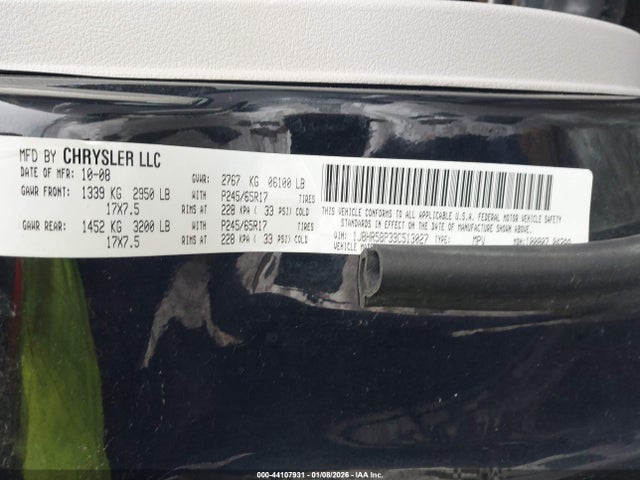 MFD BY CHRYSLER LLC
DATE OF MFR: 10-08 GVWR: 2767 KG 06100 LB
GAWR FRONT: 1339 KG 2950 LB WITH P245/65R17 TIRES
17X7.5 RIMS AT 228 KPA ( 33 PSI) COLD
GAWR REAR: 1452 KG 3200 LB WITH P245/65R17 TIRES
17X7.5 RIMS AT 228 KPA ( 33 PSI) COLD
THIS VEHICLE CONFORMS TO ALL APPLICABLE U.S.A. FEDERAL MOTOR VEHICLE SAFETY
STANDARDS IN EFFECT ON THE DATE OF MANUFACTURE SHOWN ABOVE.
VIN: 1J8HR58P39C513027 TYPE: MPV
VEHICLE
000-44107931 - 01/08/2026 - IAA Inc.